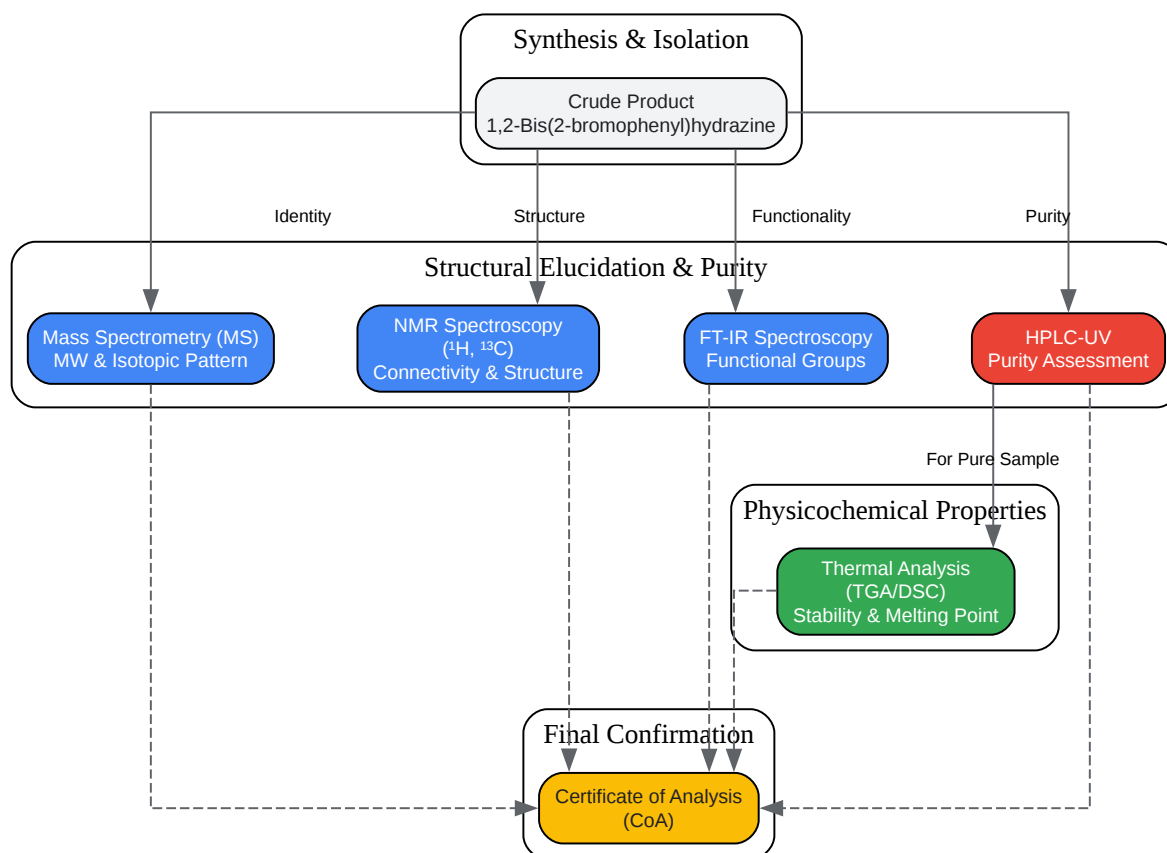 Synthesis & Isolation
Crude Product
1,2-Bis(2-bromophenyl)hydrazine
Identity
Structure
Functionality
Purity
Structural Elucidation & Purity
Mass Spectrometry (MS)
MW & Isotopic Pattern
NMR Spectroscopy
(¹H, ¹³C)
Connectivity & Structure
FT-IR Spectroscopy
Functional Groups
HPLC-UV
Purity Assessment
For Pure Sample
Physicochemical Properties
Thermal Analysis
(TGA/DSC)
Stability & Melting Point
Final Confirmation
Certificate of Analysis
(CoA)